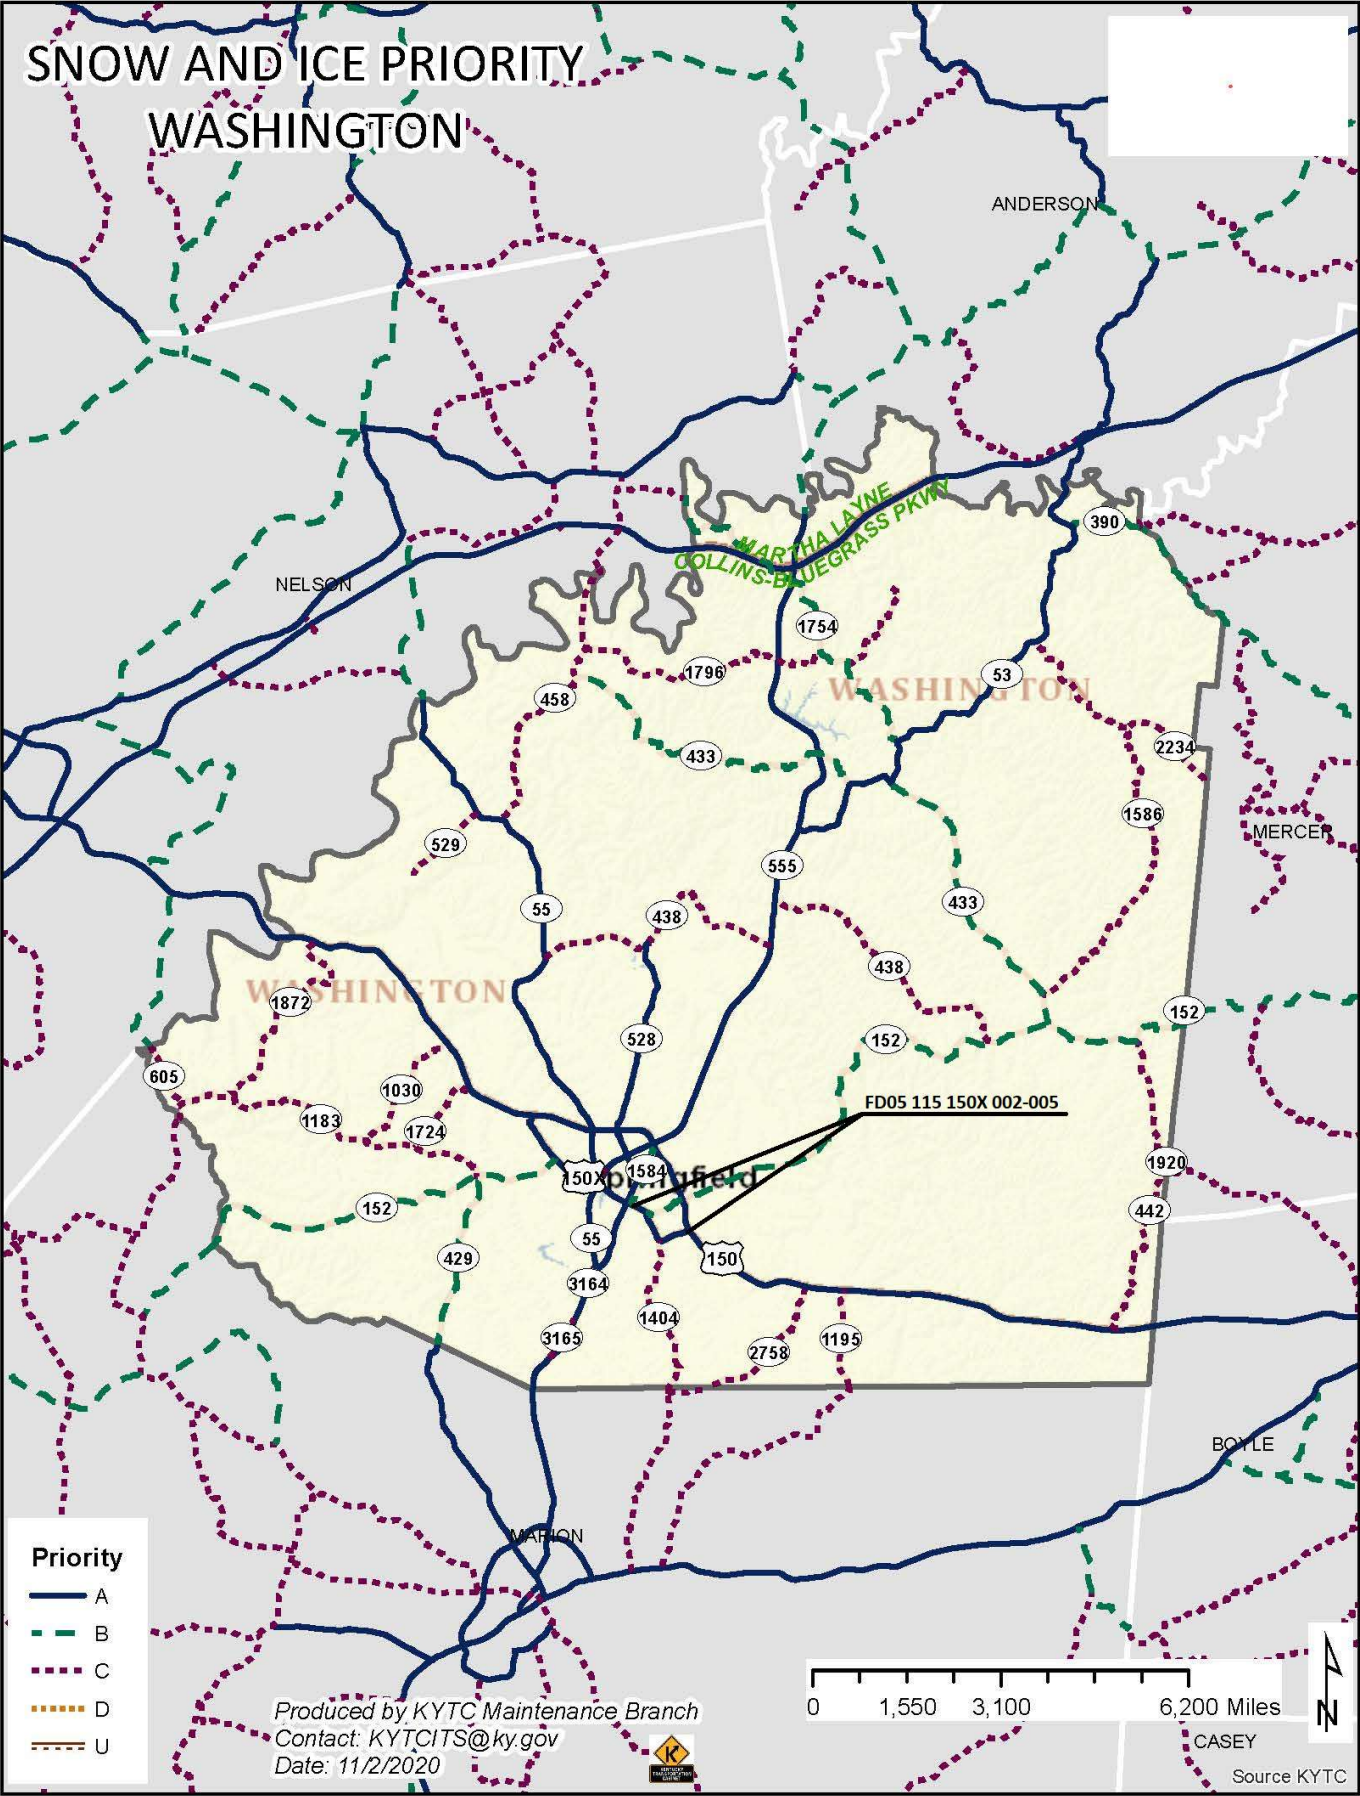 SNOW AND ICE PRIORITY
WASHINGTON
ANDERSON
MARTHA LAYNE
COLLINS-BLUEGRASS PKWY
390
NELSON
1754
1796
53
WASHINGTON
458
433
2234
1586
MERCER
529
555
433
55
438
438
WASHINGTON
1872
152
528
152
605
1030
FD05 115 150X 002-005
1183
1724
1920
150X
1584
Springfield
152
442
55
429
150
3164
1404
3165
2758
1195
BOYLE
MARION
Priority
A
B
C
D
U
Produced by KYTC Maintenance Branch
Contact: KYTCITS@ky.gov
Date: 11/2/2020
KENTUCKY
TRANSPORTATION
CABINET
0 1,550 3,100 6,200 Miles
N
CASEY
Source KYTC